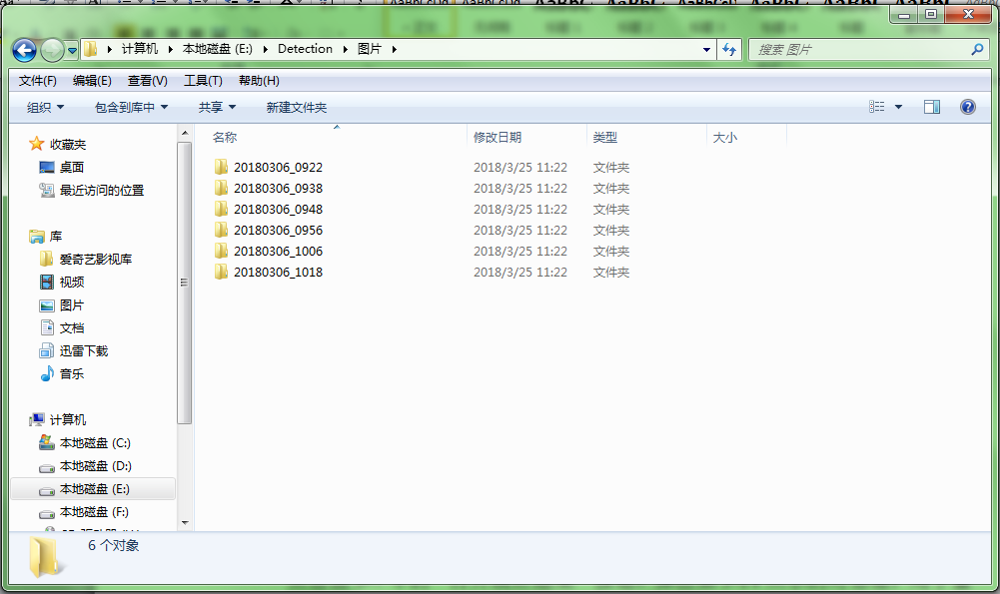 计算机 本地磁盘 (E:) Detection 图片
搜索 图片
文件(F) 编辑(E) 查看(V) 工具(T) 帮助(H)
组织 包含到库中 共享 新建文件夹
名称 修改日期 类型 大小
20180306_0922 2018/3/25 11:22 文件夹
20180306_0938 2018/3/25 11:22 文件夹
20180306_0948 2018/3/25 11:22 文件夹
20180306_0956 2018/3/25 11:22 文件夹
20180306_1006 2018/3/25 11:22 文件夹
20180306_1018 2018/3/25 11:22 文件夹
收藏夹
桌面
最近访问的位置
库
爱奇艺影视库
视频
图片
文档
迅雷下载
音乐
计算机
本地磁盘 (C:)
本地磁盘 (D:)
本地磁盘 (E:)
本地磁盘 (F:)
6 个对象